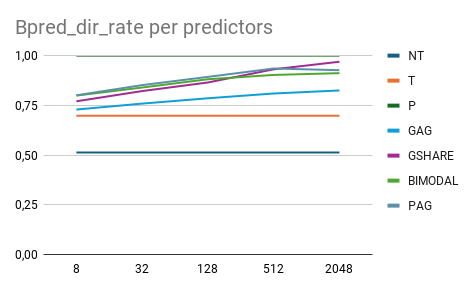 Bpred_dir_rate per predictors
1,00
0,75
0,50
0,25
0,00
8 32 128 512 2048
NT
T
P
GAG
GSHARE
BIMODAL
PAG